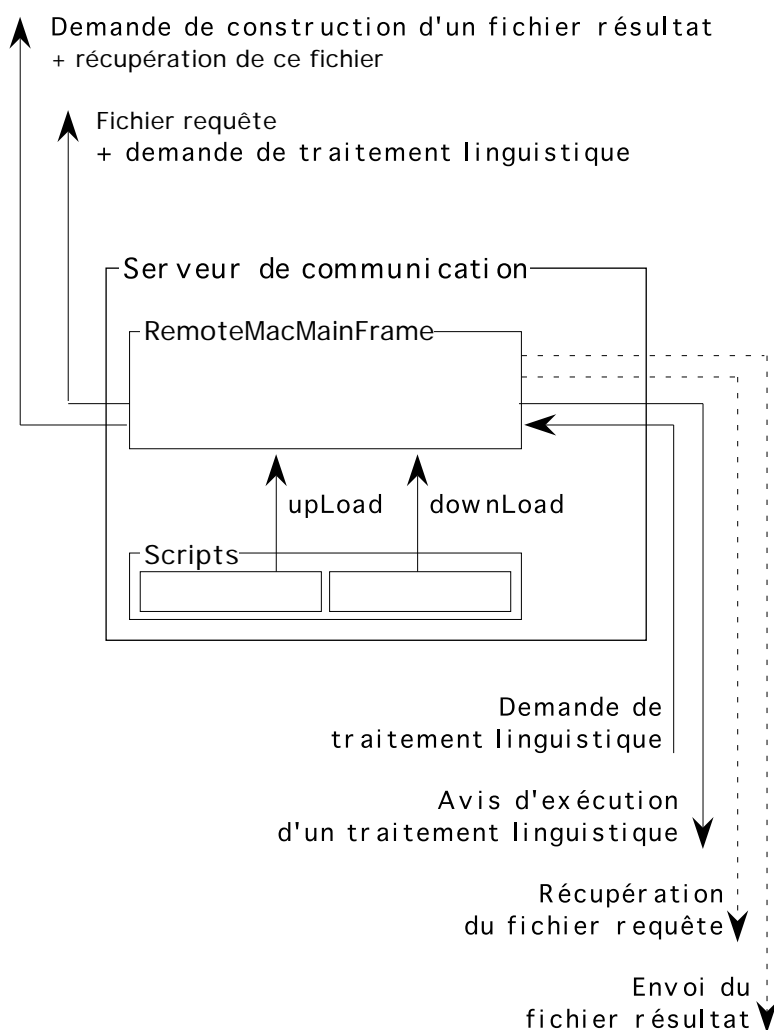 Demande de construction d'un fichier résultat
+ récupération de ce fichier
Fichier requête
+ demande de traitement linguistique
Serveur de communication
RemoteMacMainFrame
upLoad
downLoad
Scripts
Demande de
traitement linguistique
Avis d'exécution
d'un traitement linguistique
Récupération
du fichier requête
Envoi du
fichier résultat